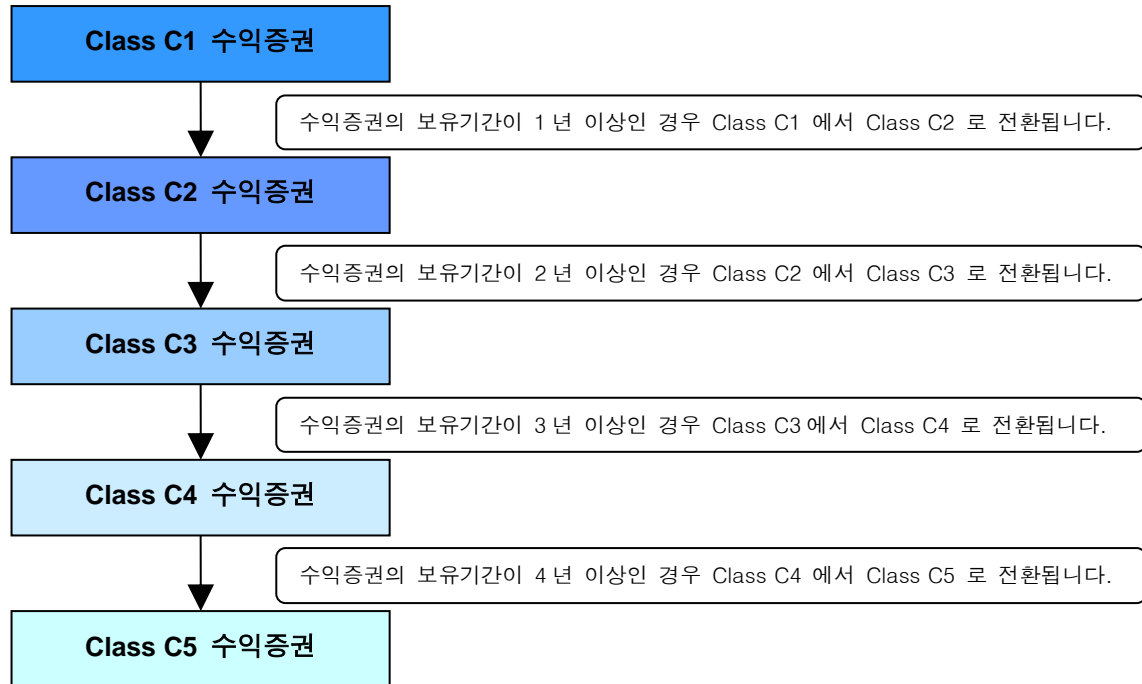 Class C1 수익증권
수익증권의 보유기간이 1 년 이상인 경우 Class C1 에서 Class C2 로 전환됩니다.
Class C2 수익증권
수익증권의 보유기간이 2 년 이상인 경우 Class C2 에서 Class C3 로 전환됩니다.
Class C3 수익증권
수익증권의 보유기간이 3 년 이상인 경우 Class C3 에서 Class C4 로 전환됩니다.
Class C4 수익증권
수익증권의 보유기간이 4 년 이상인 경우 Class C4 에서 Class C5 로 전환됩니다.
Class C5 수익증권